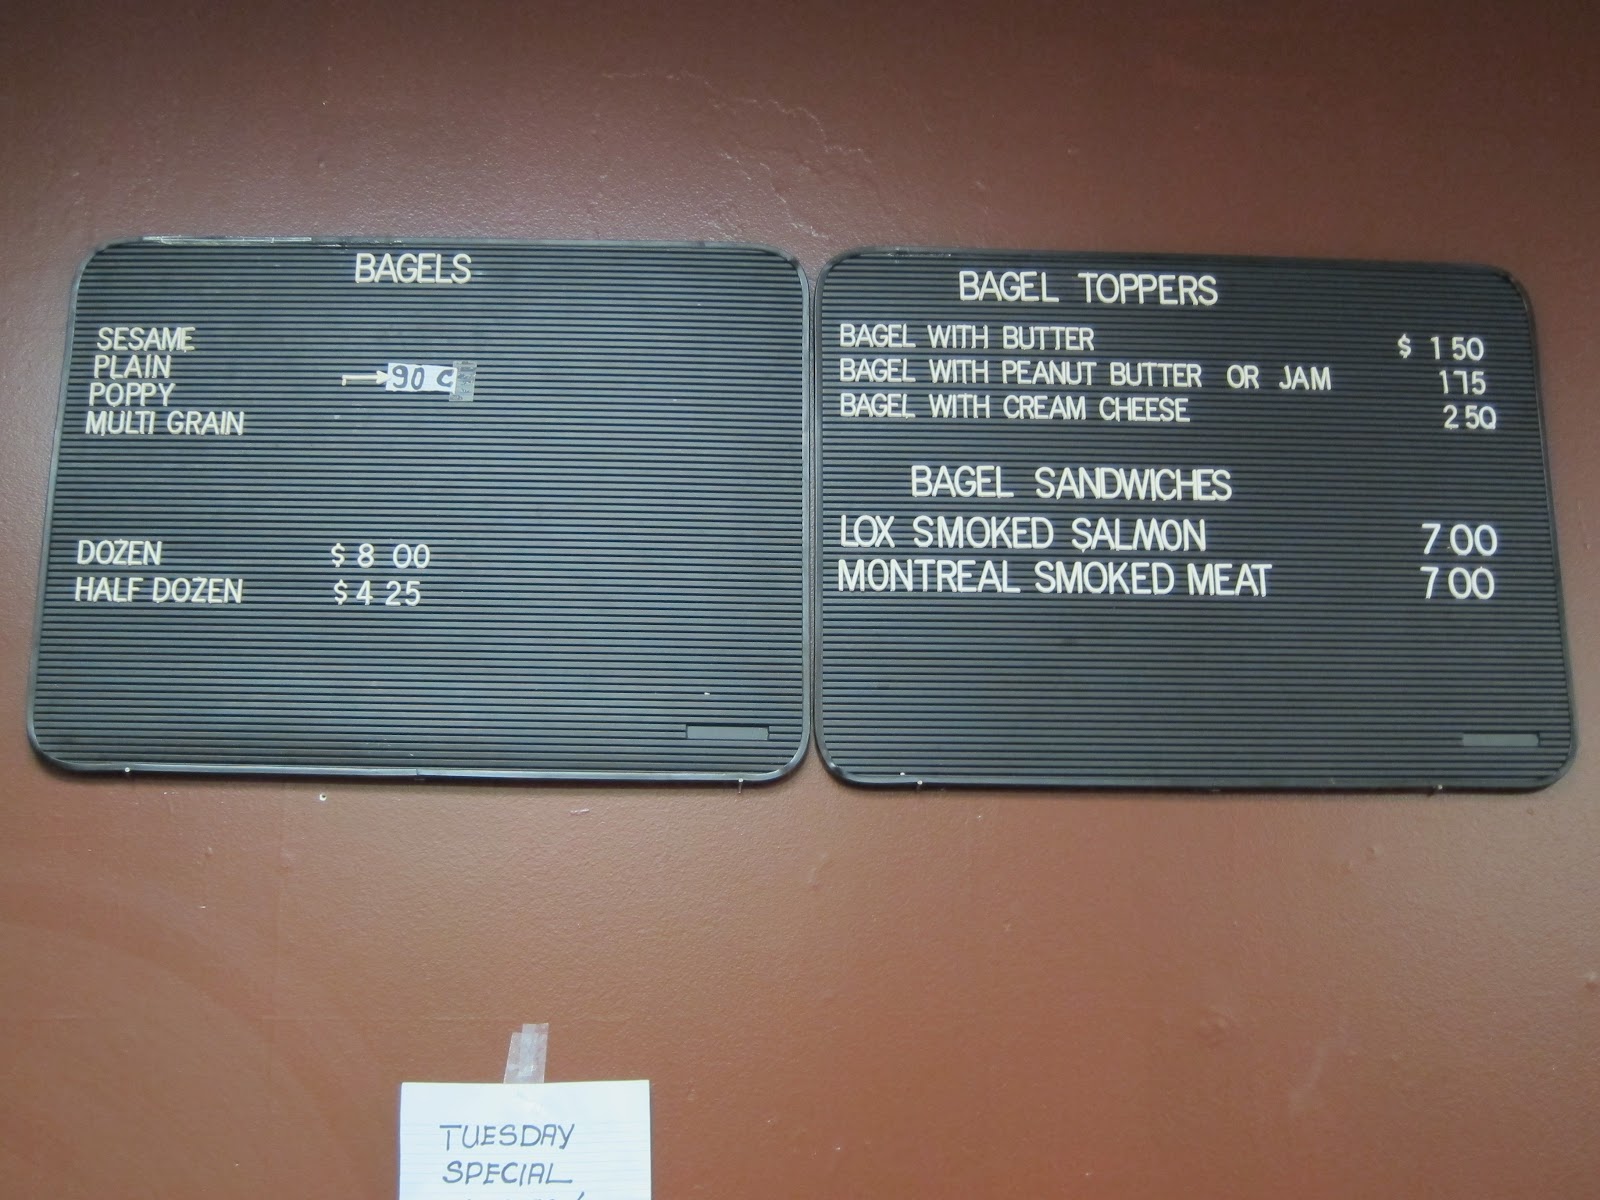 BAGELS
SESAME
PLAIN
90 C
POPPY
MULTI GRAIN
DOZEN $ 8 00
HALF DOZEN $ 4 25
BAGEL TOPPERS
BAGEL WITH BUTTER $ 1 50
BAGEL WITH PEANUT BUTTER OR JAM 1 75
BAGEL WITH CREAM CHEESE 2 50
BAGEL SANDWICHES
LOX SMOKED SALMON 7 00
MONTREAL SMOKED MEAT 7 00
TUESDAY
SPECIAL